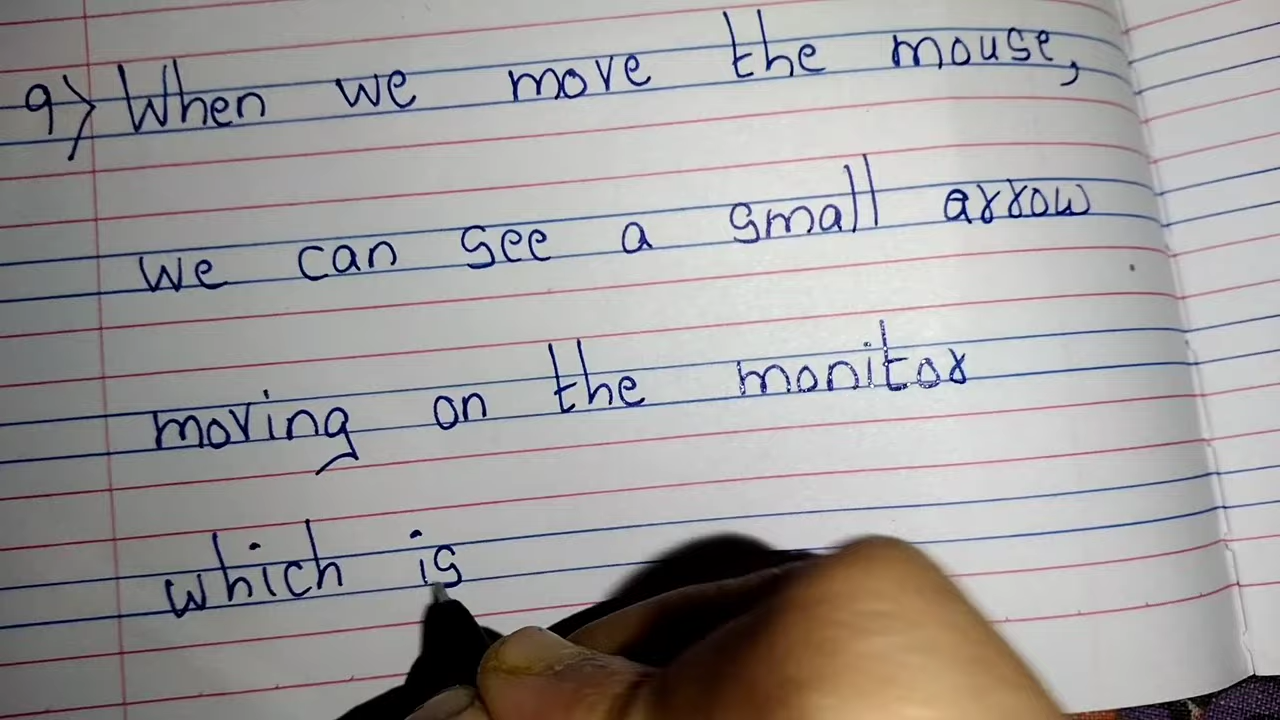 9) When we move the mouse,
we can see a small arrow
moving on the monitor
which is